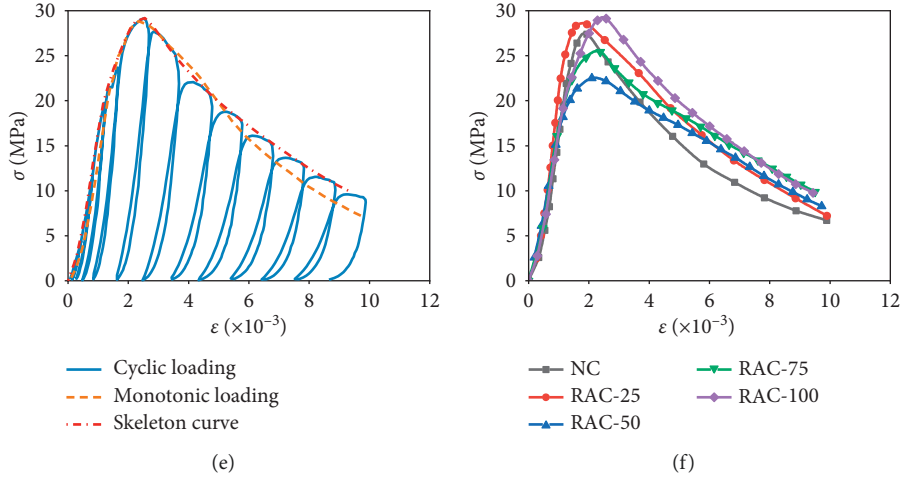 30
25
20
15
10
5
0
σ (MPa)
0 2 4 6 8 10 12
ε (×10⁻³)
Cyclic loading
Monotonic loading
Skeleton curve
(e)
30
25
20
15
10
5
0
σ (MPa)
0 2 4 6 8 10 12
ε (×10⁻³)
NC
RAC-25
RAC-50
RAC-75
RAC-100
(f)